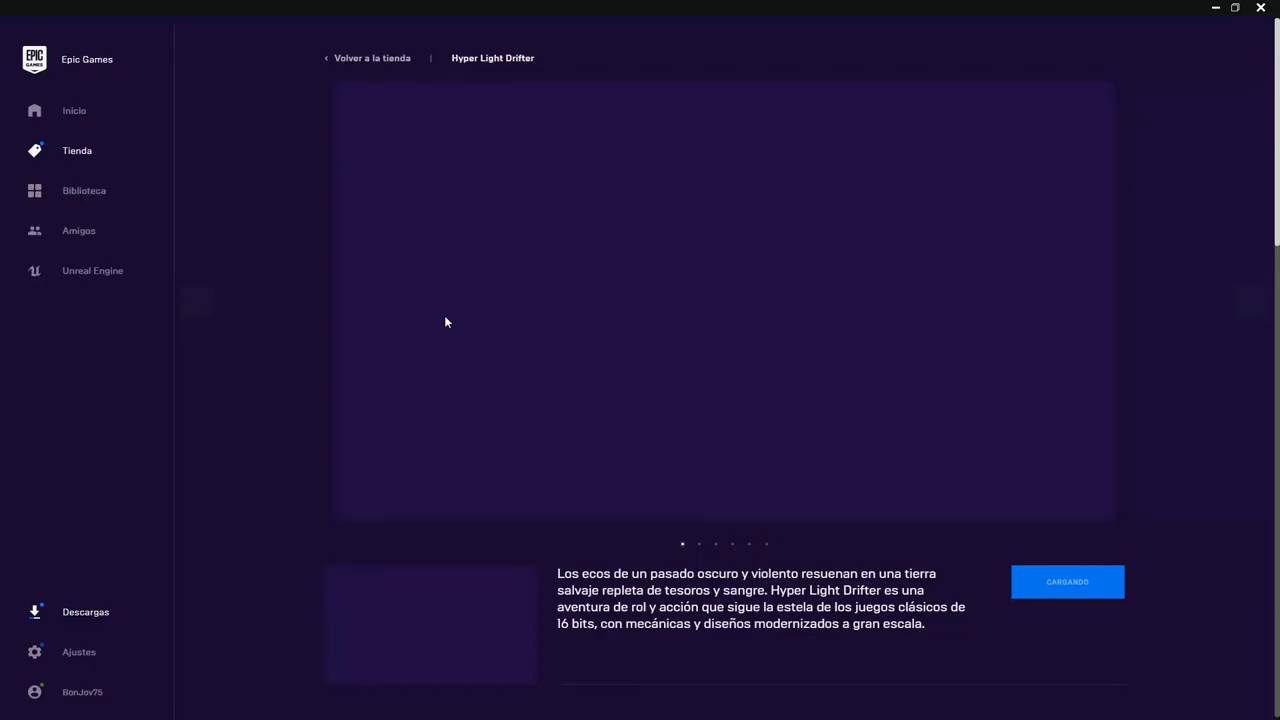 EPIC GAMES
Epic Games
Inicio
Tienda
Biblioteca
Amigos
Unreal Engine
Descargas
Ajustes
BonJov75
‹ Volver a la tienda | Hyper Light Drifter
Los ecos de un pasado oscuro y violento resuenan en una tierra
salvaje repleta de tesoros y sangre. Hyper Light Drifter es una
aventura de rol y acción que sigue la estela de los juegos clásicos de
16 bits, con mecánicas y diseños modernizados a gran escala.
CARGANDO